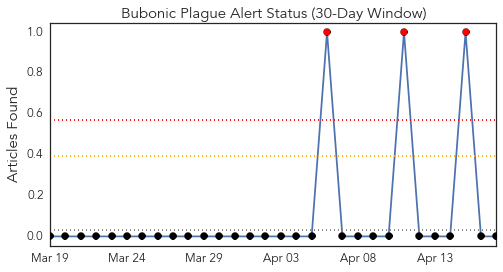 Bubonic Plague Alert Status (30-Day Window)
Articles Found
1.0
0.8
0.6
0.4
0.2
0.0
Mar 19 Mar 24 Mar 29 Apr 03 Apr 08 Apr 13